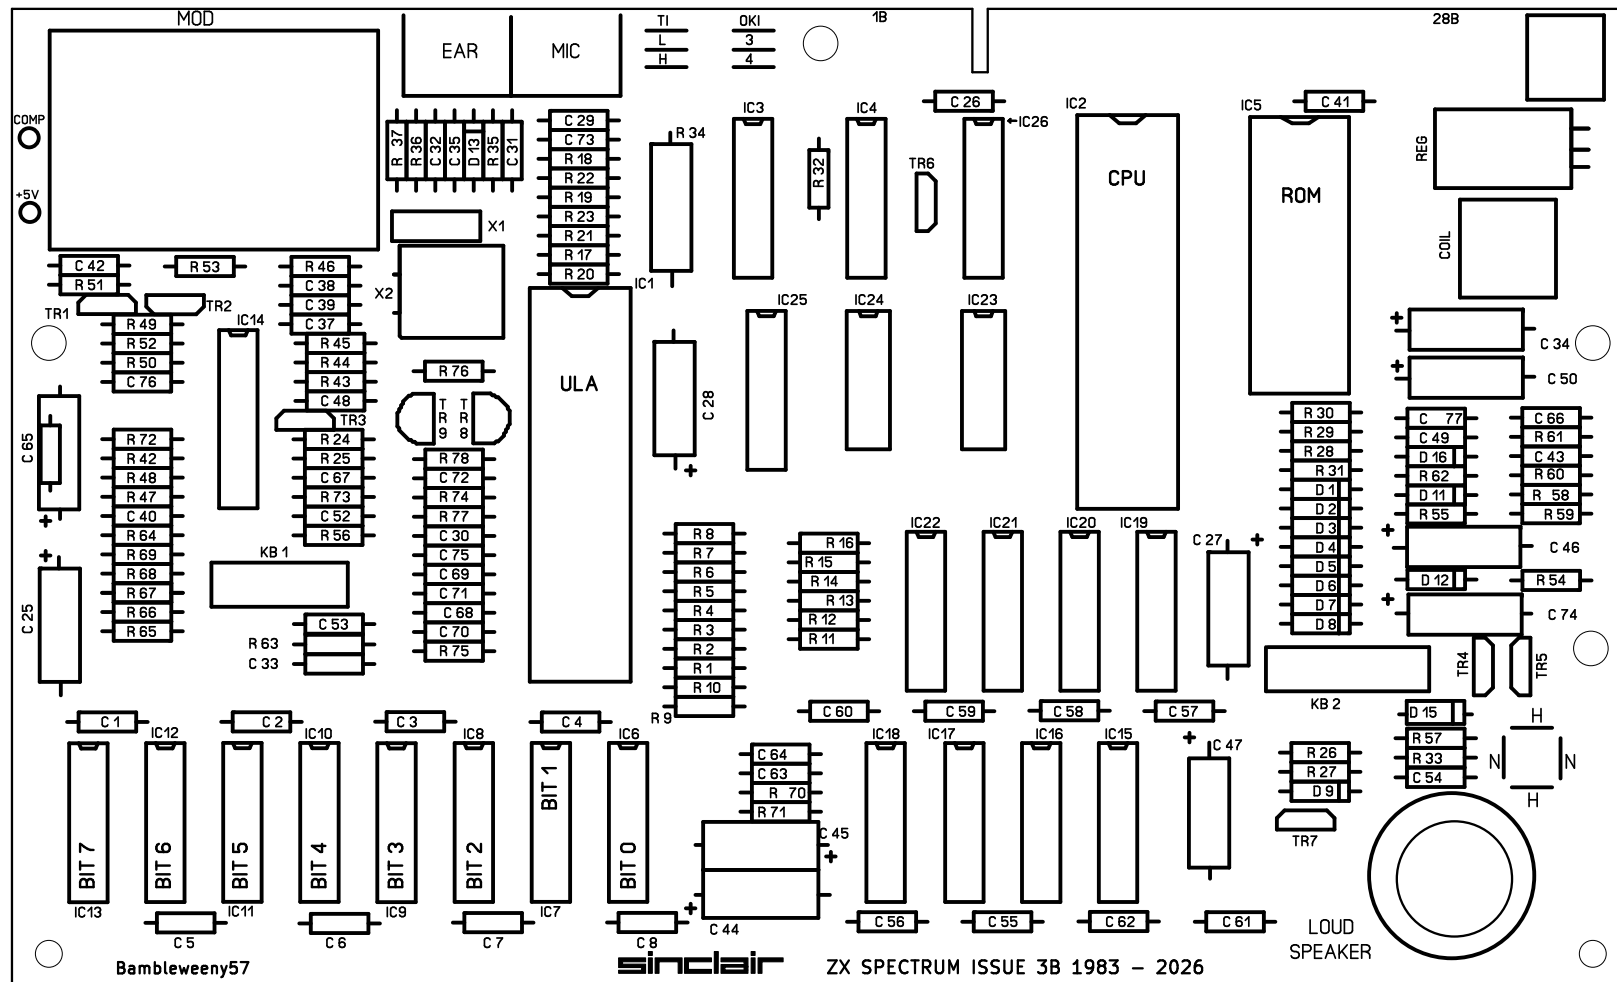 MOD
EAR
MIC
TI
L
H
OKI
3
4
1B
28B
COMP
+5V
R 37
R 36
C 32
C 35
D 13
R 35
C 31
C 29
C 73
R 18
R 22
R 19
R 23
R 21
R 17
R 20
R 34
IC3
R 32
IC4
TR6
C 26
IC26
IC2
CPU
IC5
ROM
C 41
REG
COIL
X1
X2
C 42
R 51
R 53
TR1
TR2
R 46
C 38
C 39
C 37
IC14
R 49
R 52
R 50
C 76
R 45
R 44
R 43
C 48
TR3
R 76
TR9
TR8
IC1
ULA
C 28
IC25
IC24
IC23
C 34
C 50
C 65
R 72
R 42
R 48
R 47
C 40
R 64
R 69
R 68
R 67
R 66
R 65
R 24
R 25
C 67
R 73
C 52
R 56
R 78
C 72
R 74
R 77
C 30
C 75
C 69
C 71
C 68
C 70
R 75
C 25
KB 1
C 53
R 63
C 33
R 8
R 7
R 6
R 5
R 4
R 3
R 2
R 1
R 10
R 9
R 16
R 15
R 14
R 13
R 12
R 11
IC22
IC21
IC20
IC19
C 27
R 30
R 29
R 28
R 31
D 1
D 2
D 3
D 4
D 5
D 6
D 7
D 8
C 77
C 49
D 16
R 62
D 11
R 55
C 66
R 61
C 43
R 60
R 58
R 59
C 46
D 12
R 54
C 74
KB 2
TR4
TR5
C 1
C 2
C 3
C 4
C 60
C 59
C 58
C 57
D 15
R 57
R 33
C 54
H
N
N
H
IC12
IC10
IC8
IC6
BIT 7
BIT 6
BIT 5
BIT 4
BIT 3
BIT 2
BIT 1
BIT 0
IC13
IC11
IC9
IC7
C 64
C 63
R 70
R 71
C 45
C 44
IC18
IC17
IC16
IC15
C 47
R 26
R 27
D 9
TR7
C 5
C 6
C 7
C 8
C 56
C 55
C 62
C 61
LOUD
SPEAKER
Bambleweeny57
sinclair
ZX SPECTRUM ISSUE 3B 1983 - 2026